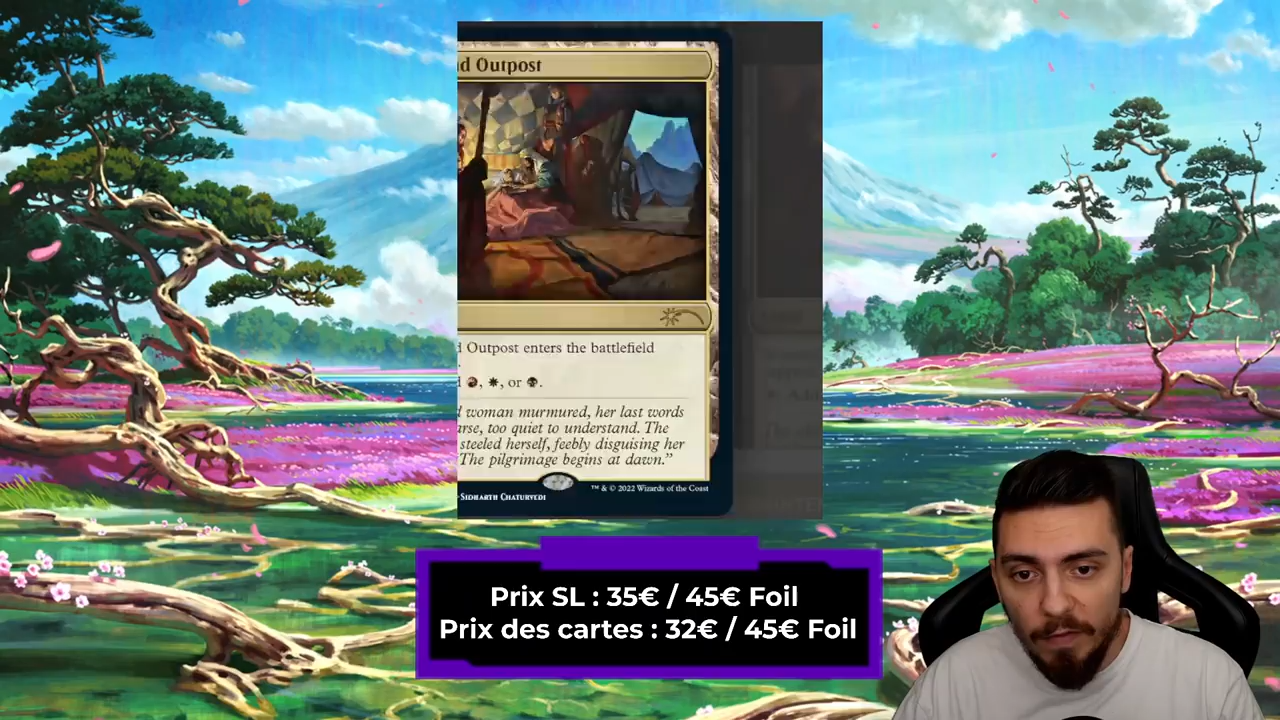 d Outpost
Outpost enters the battlefield
, , or .
woman murmured, her last words
too quiet to understand. The
steeled herself, feebly disguising her
The pilgrimage begins at dawn.”
SIDHARTH CHATURVEDI
™ & © 2022 Wizards of the Coast
Prix SL : 35€ / 45€ Foil
Prix des cartes : 32€ / 45€ Foil